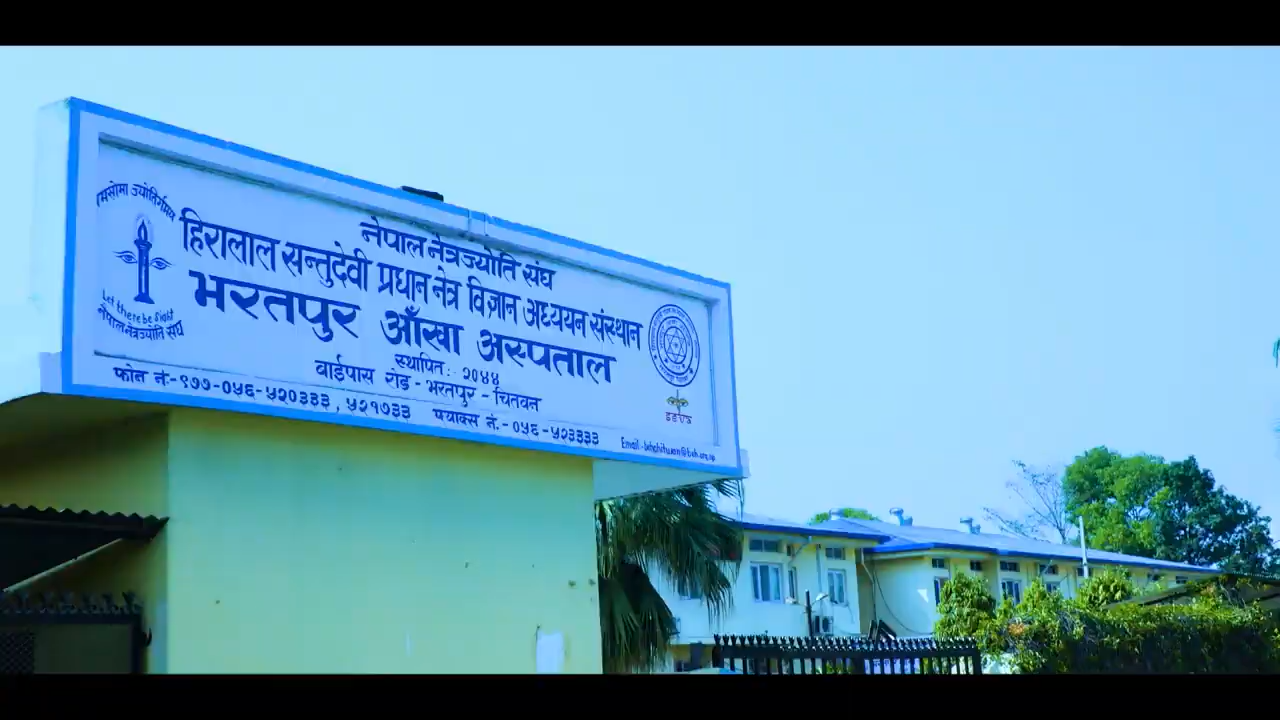 तमसोमा ज्योतिर्गमय
Let there be Sight
नेपाल नेत्रज्योति संघ
नेपाल नेत्रज्योति संघ
हिरालाल सन्तुदेवी प्रधान नेत्र विज्ञान अध्ययन संस्थान
भरतपुर आँखा अस्पताल
स्थापित: २०४४
वाईपास रोड - भरतपुर - चितवन
फोन नं:-९७७-०५६-५२०३३३, ५२१७३३ फ्याक्स नं.-०५६-५२३३३३
Email:-